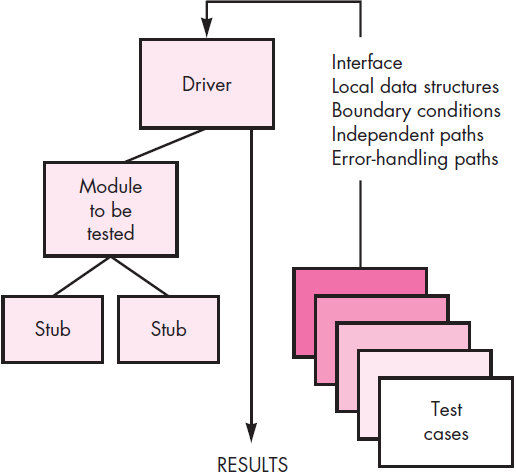 Driver
Interface
Local data structures
Boundary conditions
Independent paths
Error-handling paths
Module
to be
tested
Stub
Stub
Test
cases
RESULTS